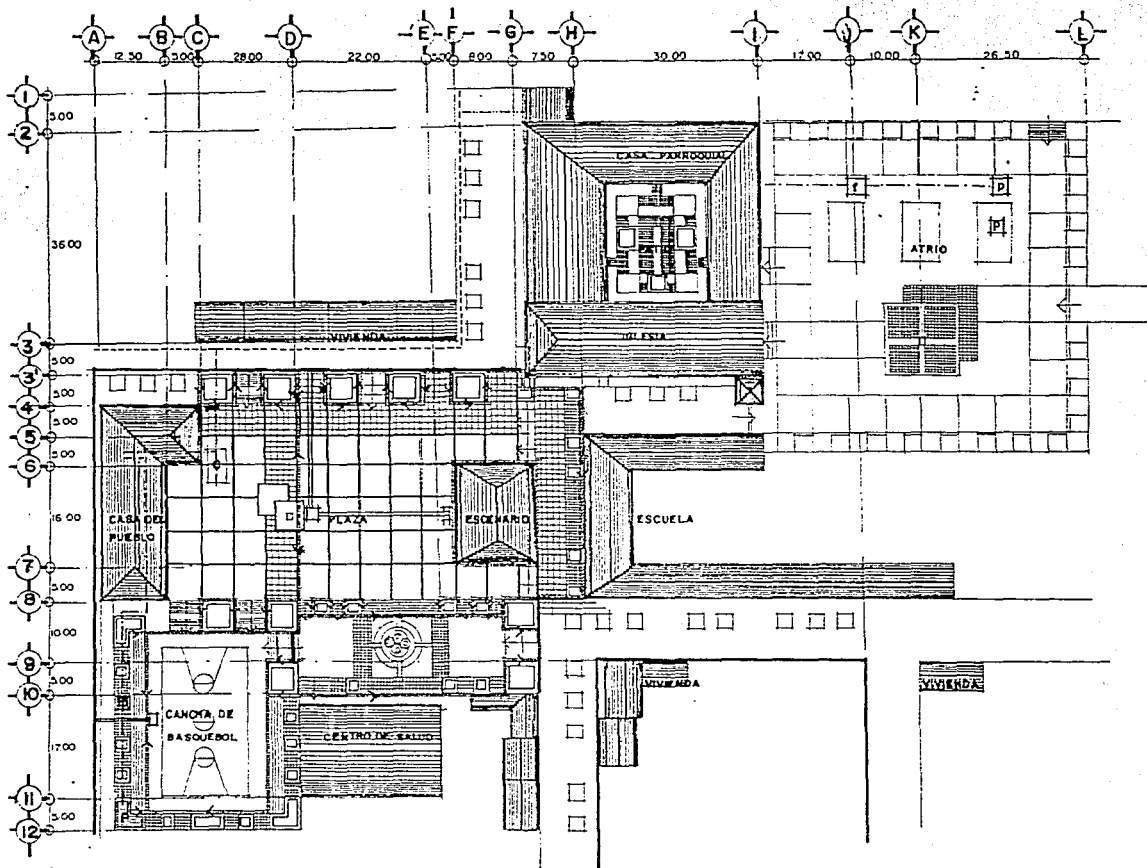 A B C D E F G H I J K L
12.50 5.00 28.00 22.00 5.00 8.00 7.50 30.00 17.00 10.00 26.50
1
5.00
2
CASA PARROQUIAL
f P
P
36.00
PATIO
ATRIO
VIVIENDA
IGLESIA
3
5.00
3'
5.00
4
5.00
5
5.00
6
16.00
CASA DEL
PUEBLO
PLAZA
ESCENARIO
ESCUELA
7
5.00
8
10.00
9
5.00
10
VIVIENDA
VIVIENDA
CANCHA DE
BASQUEBOL
CENTRO DE SALUD
17.00
11
5.00
12